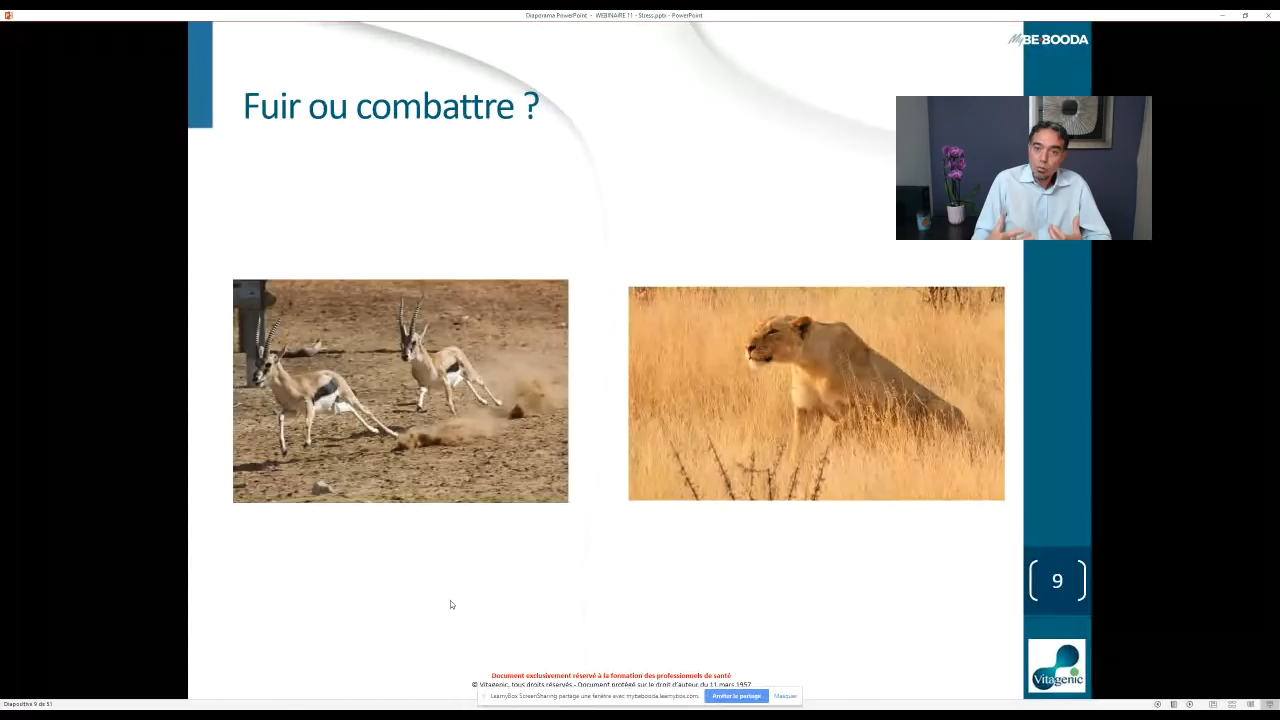 Diaporama PowerPoint - WEBINAIRE 11 - Stress.pptx - PowerPoint
MyBE-BOODA
Fuir ou combattre ?
9
Document exclusivement réservé à la formation des professionnels de santé
© Vitagenic, tous droits réservés - Document protégé sur le droit d'auteur du 11 mars 1957
LearnyBox ScreenSharing partage une fenêtre avec mybebooda.learnybox.com.
Arrêter le partage
Masquer
Vitagenic
Diapositive 9 de 51